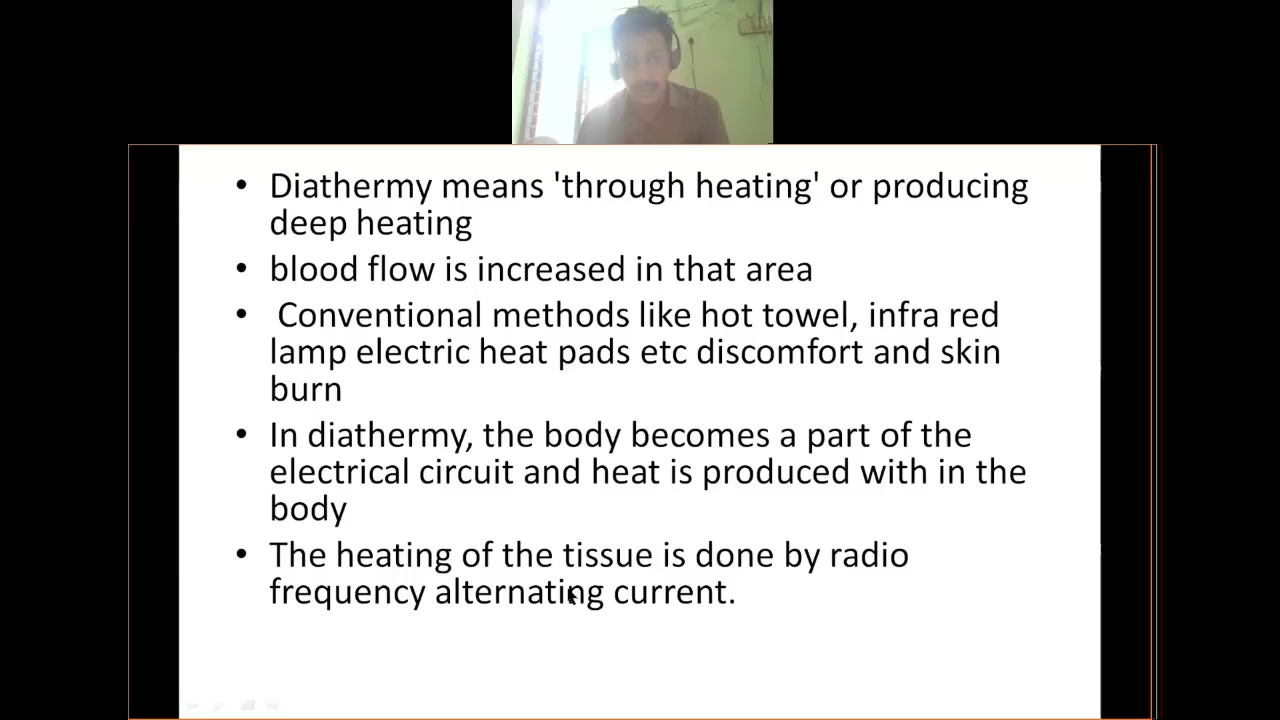 • Diathermy means 'through heating' or producing
deep heating
• blood flow is increased in that area
• Conventional methods like hot towel, infra red
lamp electric heat pads etc discomfort and skin
burn
• In diathermy, the body becomes a part of the
electrical circuit and heat is produced with in the
body
• The heating of the tissue is done by radio
frequency alternating current.